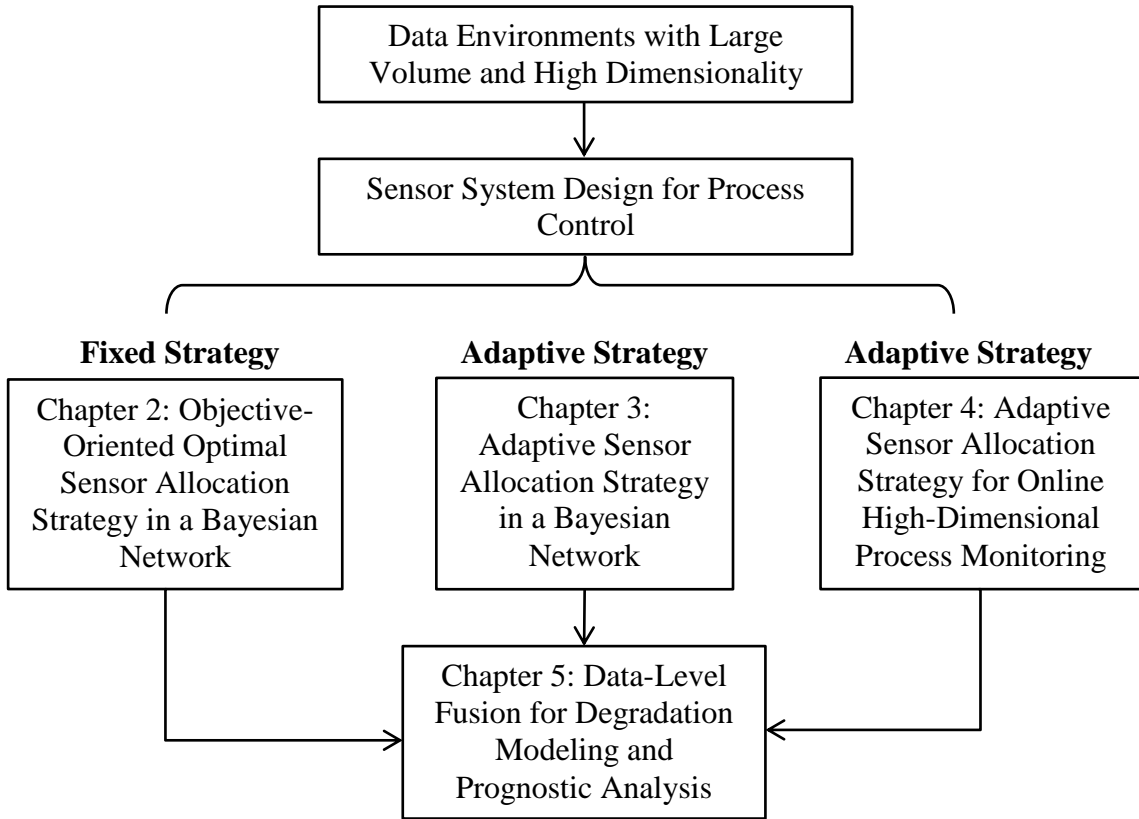 Data Environments with Large
Volume and High Dimensionality
Sensor System Design for Process
Control
Fixed Strategy
Chapter 2: Objective-
Oriented Optimal
Sensor Allocation
Strategy in a Bayesian
Network
Adaptive Strategy
Chapter 3:
Adaptive Sensor
Allocation Strategy
in a Bayesian
Network
Adaptive Strategy
Chapter 4: Adaptive
Sensor Allocation
Strategy for Online
High-Dimensional
Process Monitoring
Chapter 5: Data-Level
Fusion for Degradation
Modeling and
Prognostic Analysis